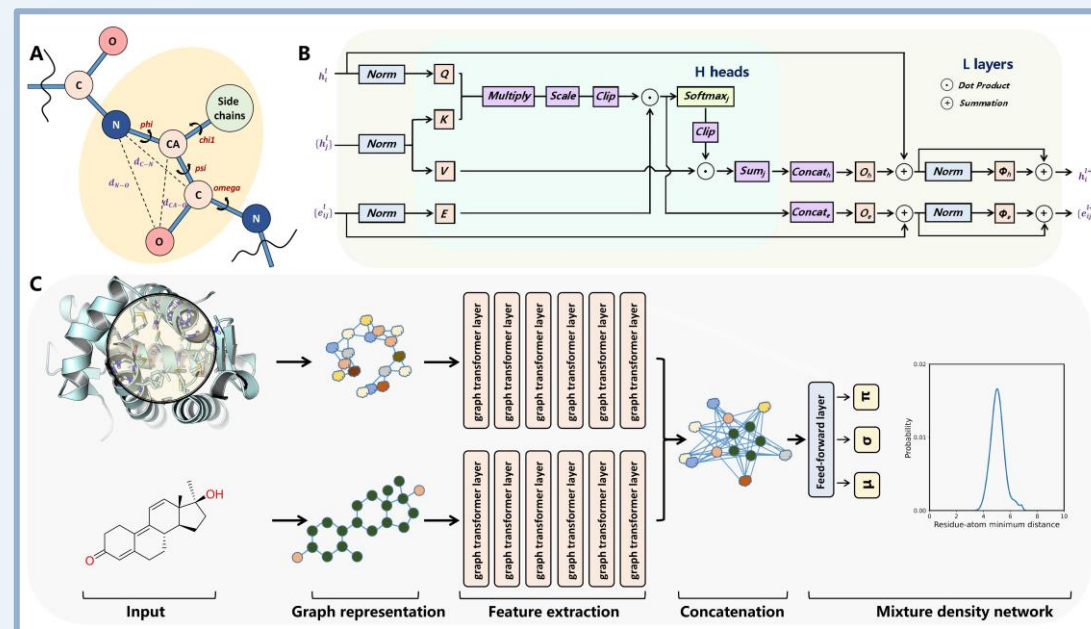 A
O
C
N
phi
CA
Side
chains
chi1
psi
d_{C-N}
d_{N-O}
C
omega
O
N
B
L layers
H heads
Dot Product
Summation
h_i^l
Norm
Q
Multiply
Scale
Clip
Softmax_j
K
Clip
{h_j^l}
Norm
V
Sum_j
Concat_h
O_h
Norm
Φ_h
{e_{ij}^l
Norm
E
Concat_e
O_e
Norm
Φ_e
C
graph transformer layer
graph transformer layer
graph transformer layer
graph transformer layer
graph transformer layer
graph transformer layer
Feed-forward layer
π
σ
μ
Probability
0.02
0.01
0.00
0
2
4
6
8
10
Residue-atom minimum distance
OH
O
graph transformer layer
graph transformer layer
graph transformer layer
graph transformer layer
graph transformer layer
graph transformer layer
Input
Graph representation
Feature extraction
Concatenation
Mixture density network